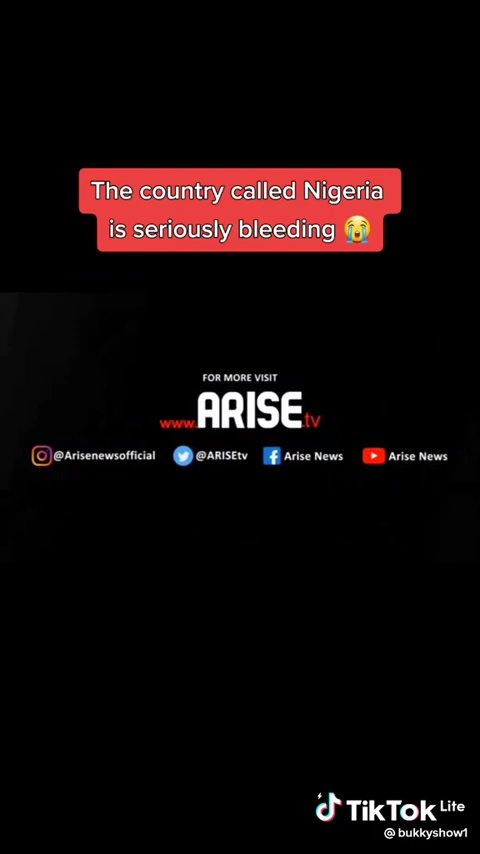 The country called Nigeria
is seriously bleeding 😭
FOR MORE VISIT
www.ARISE.tv
@Arisenewsofficial @ARISEtv Arise News Arise News
TikTok Lite
@bukkyshow1